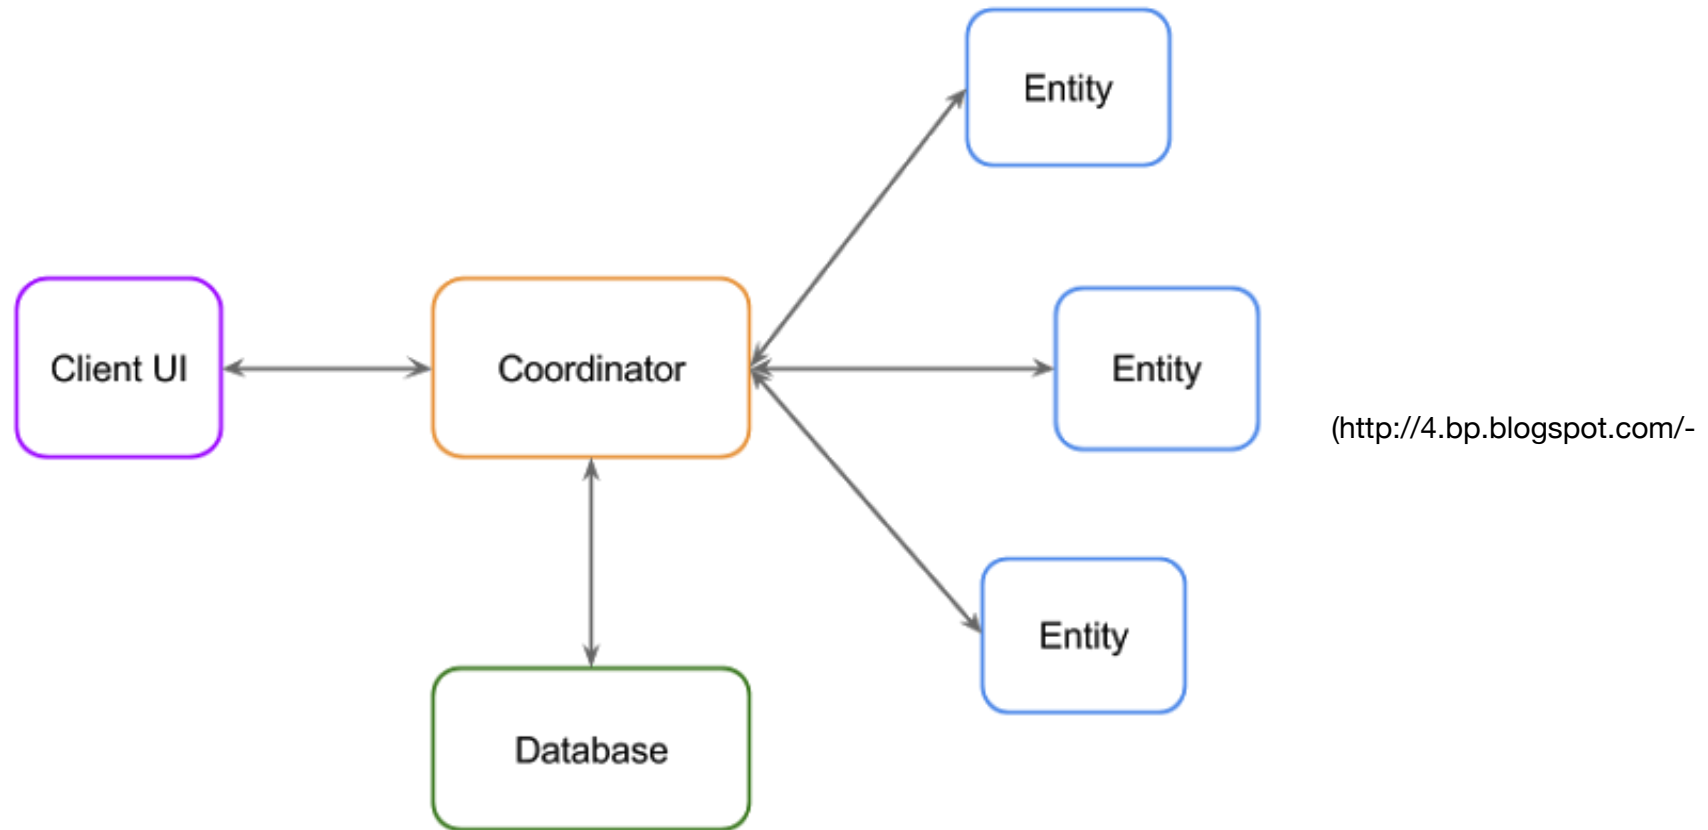 Entity
Client UI
Coordinator
Entity
(http://4.bp.blogspot.com/-
Entity
Database